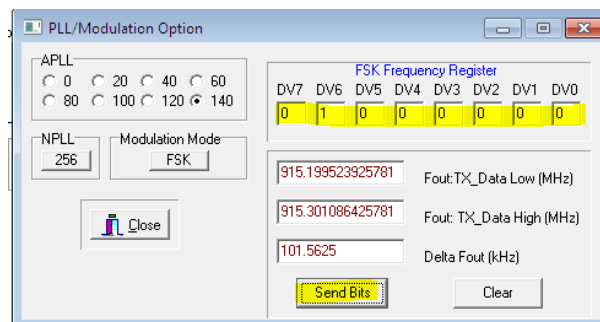 PLL/Modulation Option
APLL
0 20 40 60
80 100 120 140
NPLL
256
Modulation Mode
FSK
Close
FSK Frequency Register
DV7 DV6 DV5 DV4 DV3 DV2 DV1 DV0
0 1 0 0 0 0 0 0
915.199523925781 Fout:TX_Data Low (MHz)
915.301086425781 Fout: TX_Data High (MHz)
101.5625 Delta Fout (kHz)
Send Bits Clear